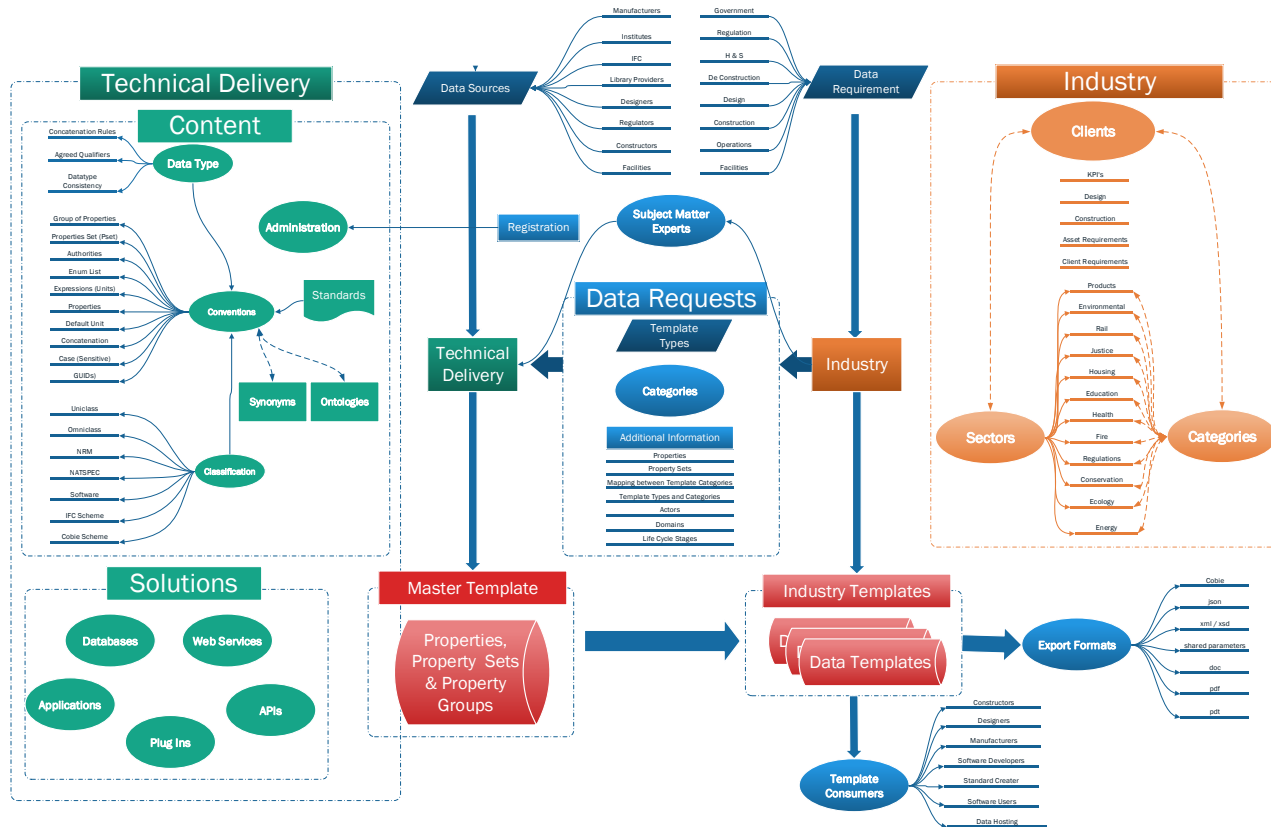 Technical Delivery
Content
Concatenation Rules
Agreed Qualifiers
Datatype
Consistency
Data Type
Group of Properties
Properties Set (Pset)
Authorities
Enum List
Expressions (Units)
Properties
Default Unit
Concatenation
Case (Sensitive)
GUIDs)
Administration
Conventions
Standards
Synonyms
Ontologies
Uniclass
Omniclass
NRM
NATSPEC
Software
IFC Scheme
Cobie Scheme
Classification
Solutions
Databases
Web Services
Applications
APIs
Plug Ins
Data Sources
Manufacturers
Institutes
IFC
Library Providers
Designers
Regulators
Constructors
Facilities
Government
Regulation
H & S
De Construction
Design
Construction
Operations
Facilities
Data
Requirement
Registration
Subject Matter
Experts
Data Requests
Template
Types
Categories
Additional Information
Properties
Property Sets
Mapping between Template Categories
Template Types and Categories
Actors
Domains
Life Cycle Stages
Technical
Delivery
Industry
Industry
Clients
KPI's
Design
Construction
Asset Requirements
Client Requirements
Products
Environmental
Rail
Justice
Housing
Education
Health
Fire
Regulations
Conservation
Ecology
Energy
Sectors
Categories
Master Template
Properties,
Property Sets
& Property
Groups
Industry Templates
D
D
Data Templates
Export Formats
Cobie
json
xml / xsd
shared parameters
doc
pdf
pdt
Template
Consumers
Constructors
Designers
Manufacturers
Software Developers
Standard Creater
Software Users
Data Hosting